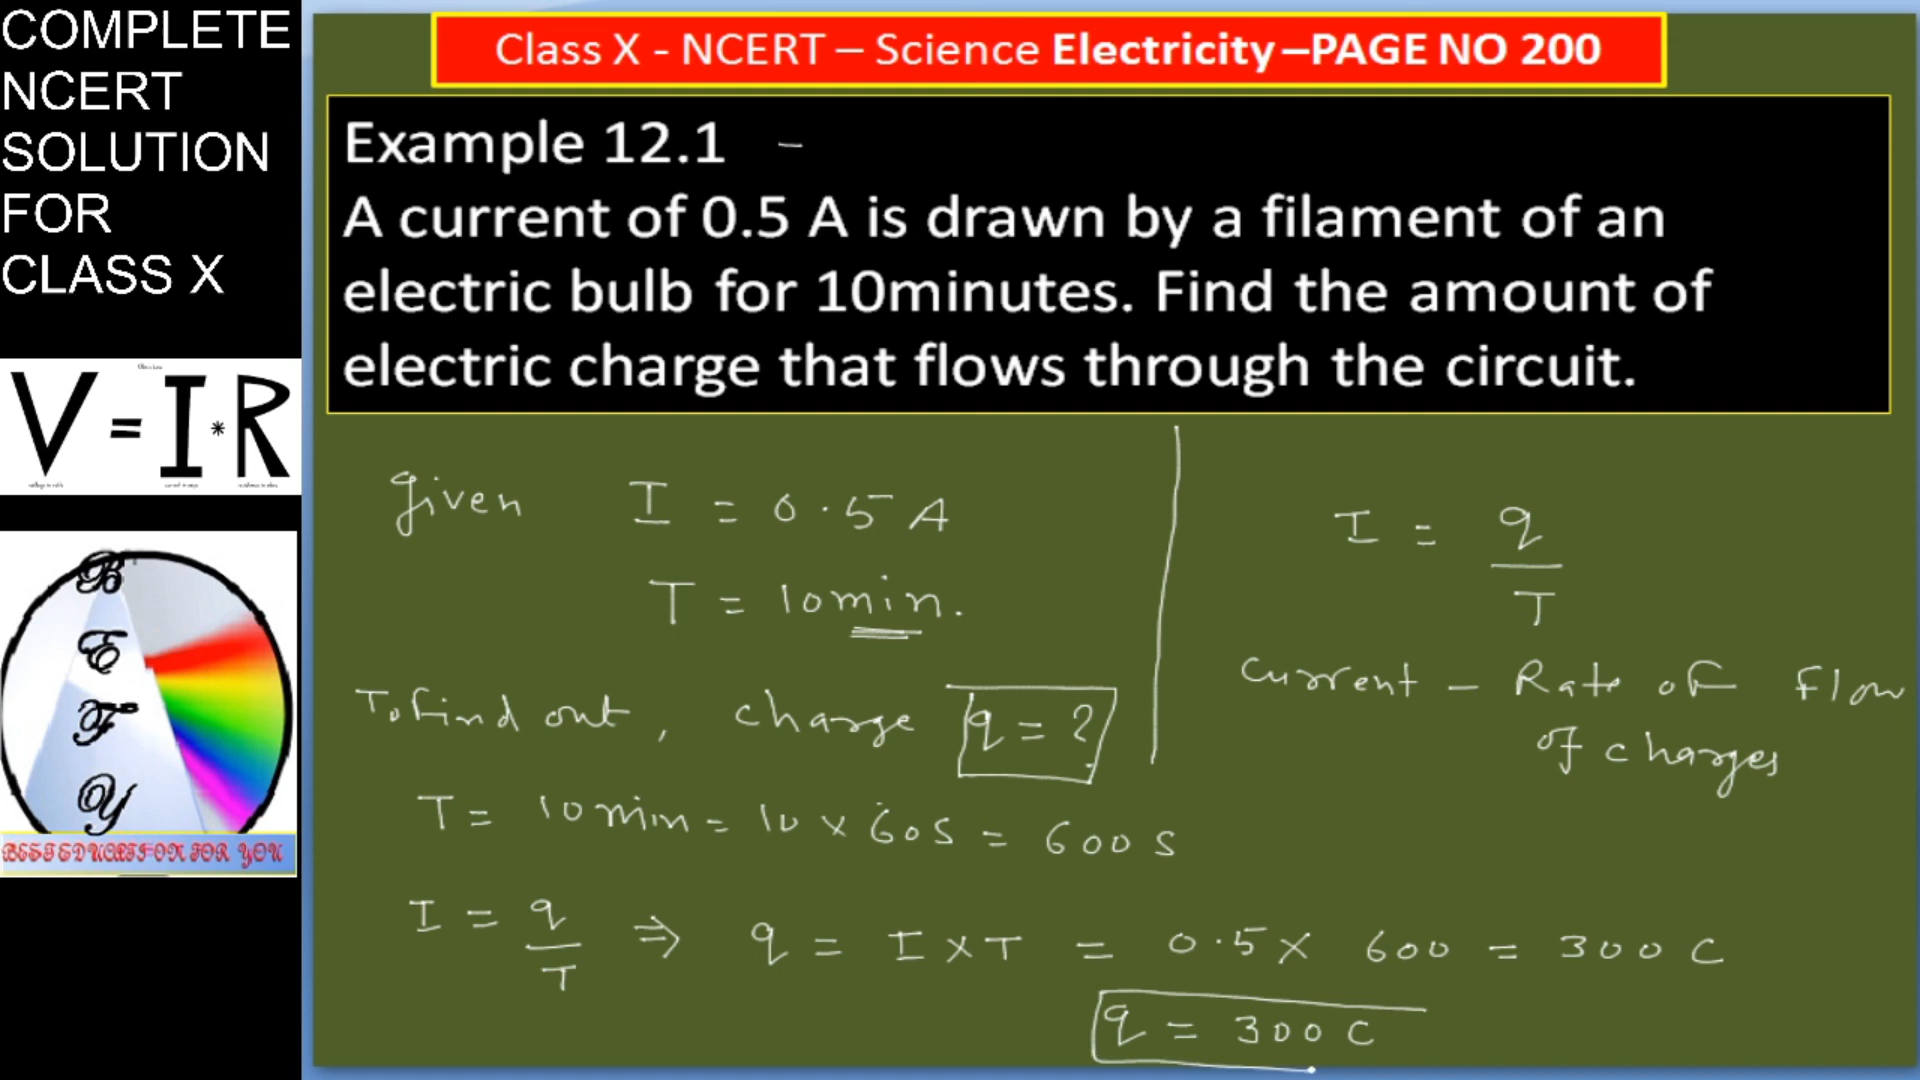 COMPLETE
NCERT
SOLUTION
FOR
CLASS X
V = I * R
B
E
F
Y
BEST EDUCATION FOR YOU
Class X - NCERT – Science Electricity –PAGE NO 200
Example 12.1 –
A current of 0.5 A is drawn by a filament of an
electric bulb for 10minutes. Find the amount of
electric charge that flows through the circuit.
given I = 0.5 A
T = 10 min.
To find out, charge q = ?
I = q/T
Current – Rate of flow
of charges
T = 10 min = 10 x 60 s = 600 s
I = q/T ⇒ q = I X T = 0.5 X 600 = 300 C
q = 300 C